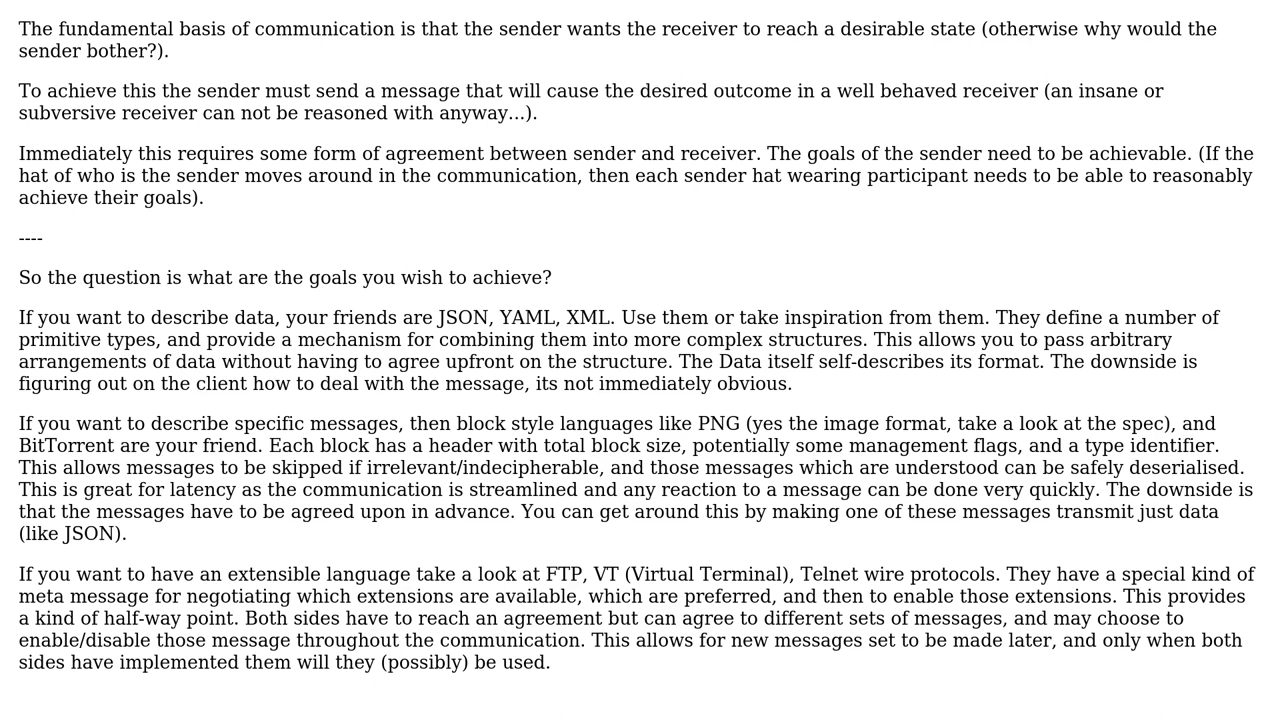 The fundamental basis of communication is that the sender wants the receiver to reach a desirable state (otherwise why would the
sender bother?).
To achieve this the sender must send a message that will cause the desired outcome in a well behaved receiver (an insane or
subversive receiver can not be reasoned with anyway...).
Immediately this requires some form of agreement between sender and receiver. The goals of the sender need to be achievable. (If the
hat of who is the sender moves around in the communication, then each sender hat wearing participant needs to be able to reasonably
achieve their goals).
----
So the question is what are the goals you wish to achieve?
If you want to describe data, your friends are JSON, YAML, XML. Use them or take inspiration from them. They define a number of
primitive types, and provide a mechanism for combining them into more complex structures. This allows you to pass arbitrary
arrangements of data without having to agree upfront on the structure. The Data itself self-describes its format. The downside is
figuring out on the client how to deal with the message, its not immediately obvious.
If you want to describe specific messages, then block style languages like PNG (yes the image format, take a look at the spec), and
BitTorrent are your friend. Each block has a header with total block size, potentially some management flags, and a type identifier.
This allows messages to be skipped if irrelevant/indecipherable, and those messages which are understood can be safely deserialised.
This is great for latency as the communication is streamlined and any reaction to a message can be done very quickly. The downside is
that the messages have to be agreed upon in advance. You can get around this by making one of these messages transmit just data
(like JSON).
If you want to have an extensible language take a look at FTP, VT (Virtual Terminal), Telnet wire protocols. They have a special kind of
meta message for negotiating which extensions are available, which are preferred, and then to enable those extensions. This provides
a kind of half-way point. Both sides have to reach an agreement but can agree to different sets of messages, and may choose to
enable/disable those message throughout the communication. This allows for new messages set to be made later, and only when both
sides have implemented them will they (possibly) be used.